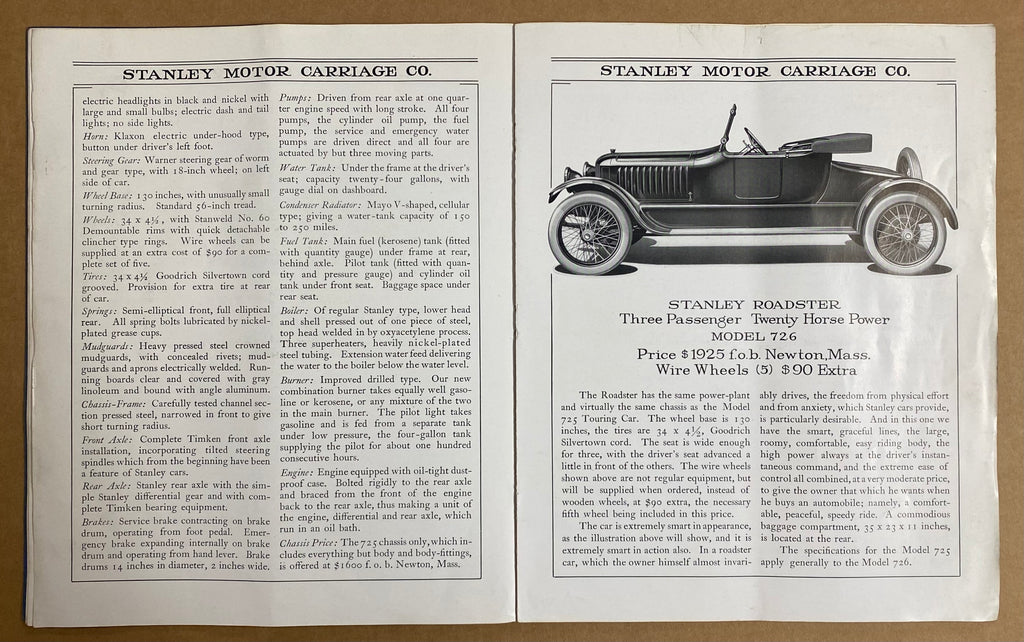 STANLEY MOTOR CARRIAGE CO.
electric headlights in black and nickel with
large and small bulbs; electric dash and tail
lights; no side lights.
Horn: Klaxon electric under-hood type,
button under driver's left foot.
Steering Gear: Warner steering gear of worm
and gear type, with 18-inch wheel; on left
side of car.
Wheel Base: 130 inches, with unusually small
turning radius. Standard 56-inch tread.
Wheels: 34 x 4½, with Stanweld No. 60
Demountable rims with quick detachable
clincher type rings. Wire wheels can be
supplied at an extra cost of $90 for a com-
plete set of five.
Tires: 34 x 4½ Goodrich Silvertown cord
grooved. Provision for extra tire at rear
of car.
Springs: Semi-elliptical front, full elliptical
rear. All spring bolts lubricated by nickel-
plated grease cups.
Mudguards: Heavy pressed steel crowned
mudguards, with concealed rivets; mud-
guards and aprons electrically welded. Run-
ning boards clear and covered with gray
linoleum and bound with angle aluminum.
Chassis-Frame: Carefully tested channel sec-
tion pressed steel, narrowed in front to give
short turning radius.
Front Axle: Complete Timken front axle
installation, incorporating tilted steering
spindles which from the beginning have been
a feature of Stanley cars.
Rear Axle: Stanley rear axle with the sim-
ple Stanley differential gear and with com-
plete Timken bearing equipment.
Brakes: Service brake contracting on brake
drum, operating from foot pedal. Emer-
gency brake expanding internally on brake
drum and operating from hand lever. Brake
drums 14 inches in diameter, 2 inches wide.
Pumps: Driven from rear axle at one quar-
ter engine speed with long stroke. All four
pumps, the cylinder oil pump, the fuel
pump, the service and emergency water
pumps are driven direct and all four are
actuated by but three moving parts.
Water Tank: Under the frame at the driver's
seat; capacity twenty-four gallons, with
gauge dial on dashboard.
Condenser Radiator: Mayo V-shaped, cellular
type; giving a water-tank capacity of 150
to 250 miles.
Fuel Tank: Main fuel (kerosene) tank (fitted
with quantity gauge) under frame at rear,
behind axle. Pilot tank (fitted with quan-
tity and pressure gauge) and cylinder oil
tank under front seat. Baggage space under
rear seat.
Boiler: Of regular Stanley type, lower head
and shell pressed out of one piece of steel,
top head welded in by oxyacetylene process.
Three superheaters, heavily nickel-plated
steel tubing. Extension water feed delivering
the water to the boiler below the water level.
Burner: Improved drilled type. Our new
combination burner takes equally well gaso-
line or kerosene, or any mixture of the two
in the main burner. The pilot light takes
gasoline and is fed from a separate tank
under low pressure, the four-gallon tank
supplying the pilot for about one hundred
consecutive hours.
Engine: Engine equipped with oil-tight dust-
proof case. Bolted rigidly to the rear axle
and braced from the front of the engine
back to the rear axle, thus making a unit of
the engine, differential and rear axle, which
run in an oil bath.
Chassis Price: The 725 chassis only, which in-
cludes everything but body and body-fittings,
is offered at $1600 f. o. b. Newton, Mass.
STANLEY MOTOR CARRIAGE CO.
STANLEY ROADSTER
Three Passenger Twenty Horse Power
MODEL 726
Price $1925 f.o.b. Newton, Mass.
Wire Wheels (5) $90 Extra
The Roadster has the same power-plant
and virtually the same chassis as the Model
725 Touring Car. The wheel base is 130
inches, the tires are 34 x 4½, Goodrich
Silvertown cord. The seat is wide enough
for three, with the driver's seat advanced a
little in front of the others. The wire wheels
shown above are not regular equipment, but
will be supplied when ordered, instead of
wooden wheels, at $90 extra, the necessary
fifth wheel being included in this price.
The car is extremely smart in appearance,
as the illustration above will show, and it is
extremely smart in action also. In a roadster
car, which the owner himself almost invari-
ably drives, the freedom from physical effort
and from anxiety, which Stanley cars provide,
is particularly desirable. And in this one we
have the smart, graceful lines, the large,
roomy, comfortable, easy riding body, the
high power always at the driver's instan-
taneous command, and the extreme ease of
control all combined, at a very moderate price,
to give the owner that which he wants when
he buys an automobile; namely, a comfort-
able, peaceful, speedy ride. A commodious
baggage compartment, 35 x 23 x 11 inches,
is located at the rear.
The specifications for the Model 725
apply generally to the Model 726.